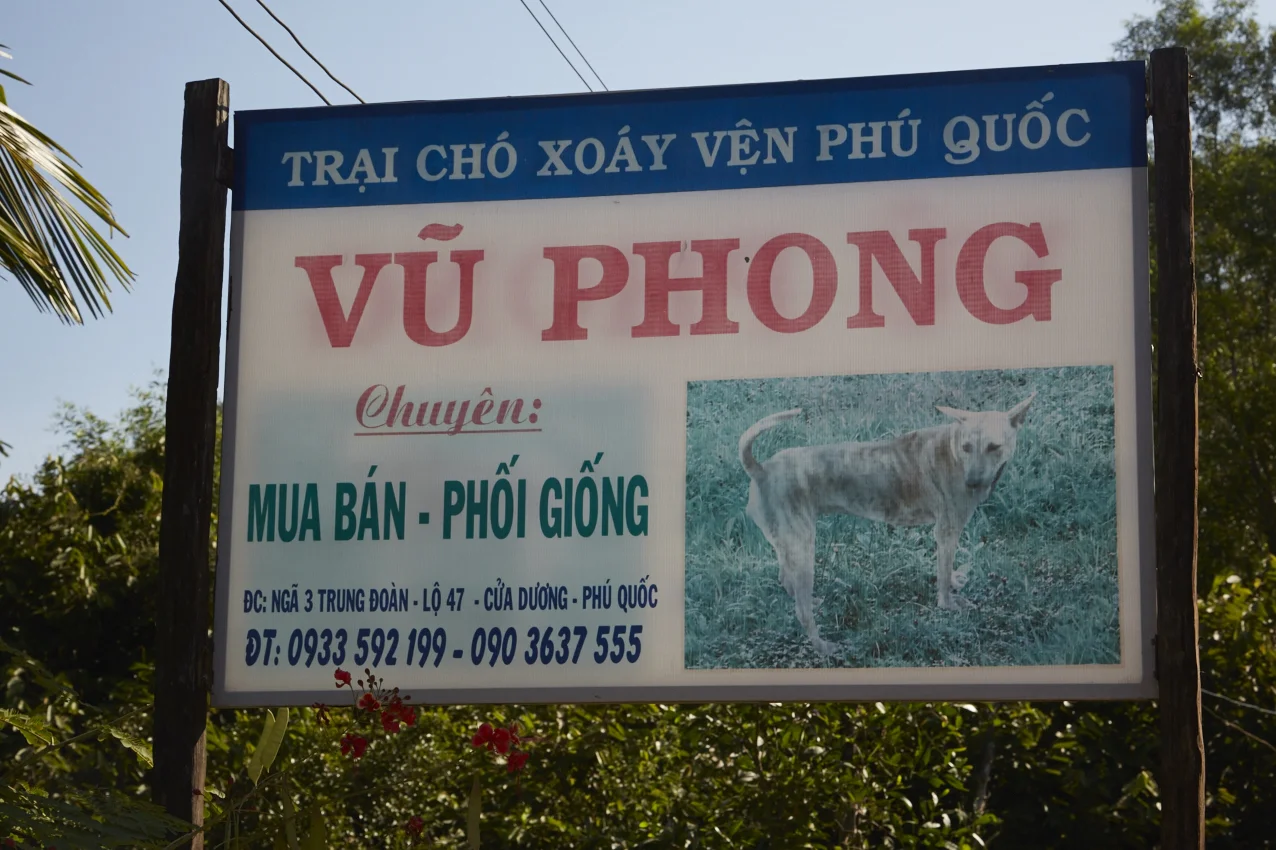 TRẠI CHÓ XOÁY VỆN PHÚ QUỐC
VŨ PHONG
Chuyên:
MUA BÁN - PHỐI GIỐNG
ĐC: NGÃ 3 TRUNG ĐOÀN - LỘ 47 - CỬA DƯƠNG - PHÚ QUỐC
ĐT: 0933 592 199 - 090 3637 555